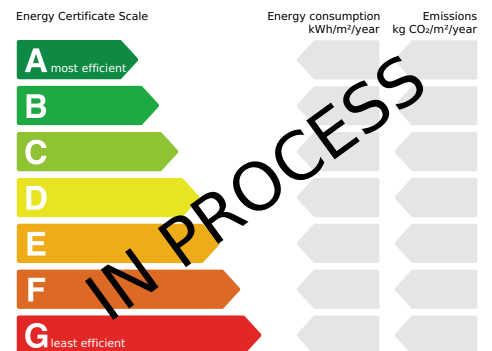 Energy Certificate Scale
Energy consumption
kWh/m²/year
Emissions
kg CO₂/m²/year
A most efficient
B
C
D
E
F
G least efficient
IN PROCESS